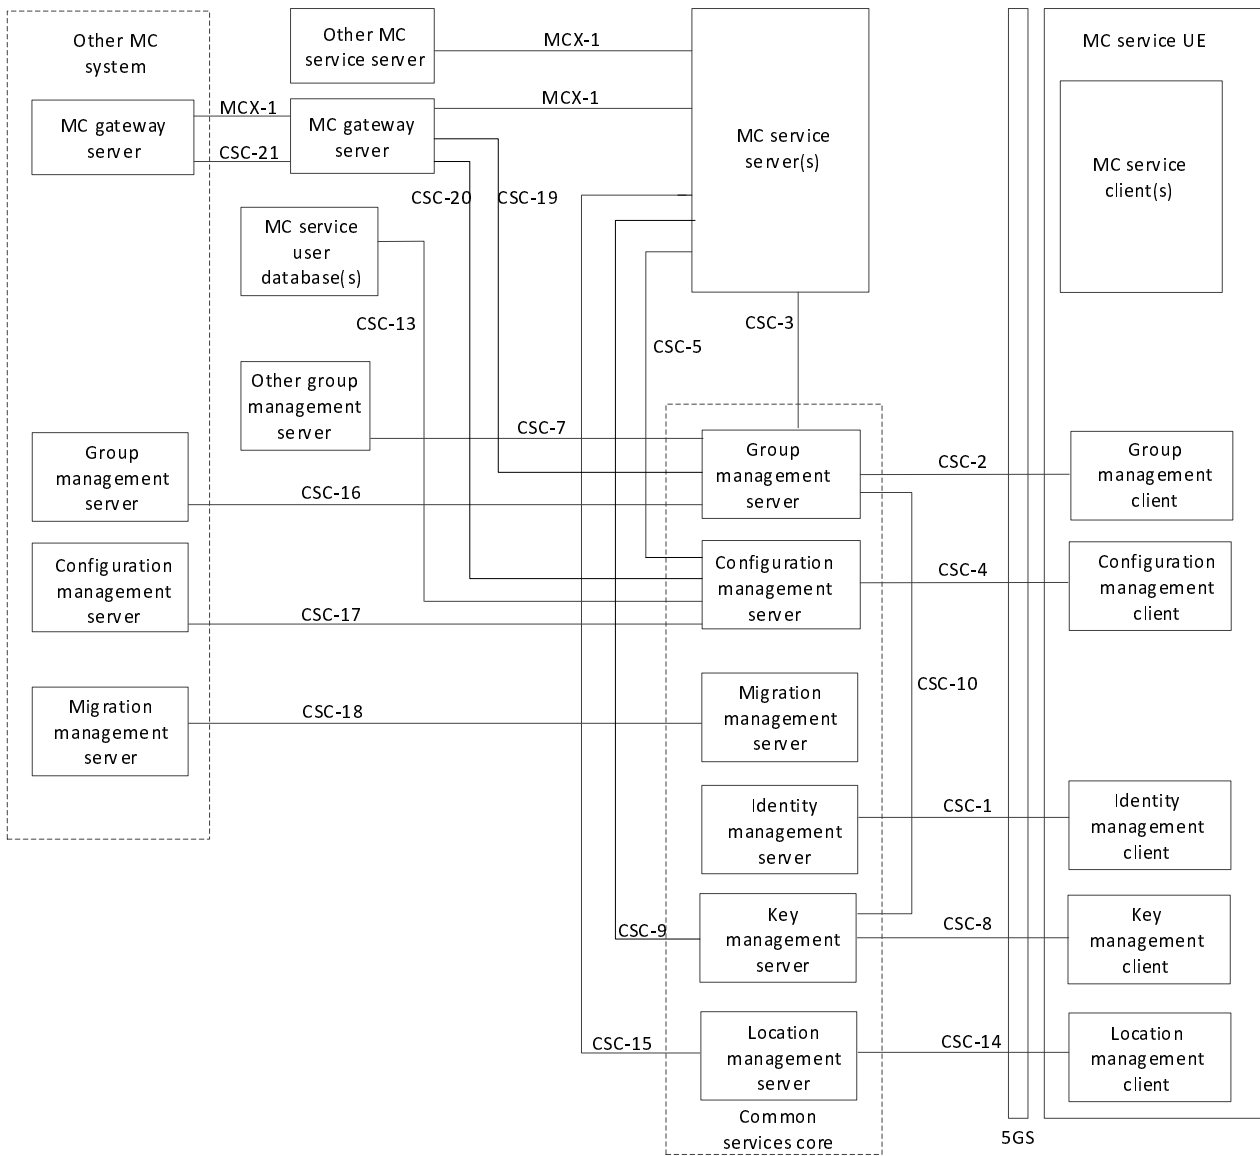 Other MC
system
MC gateway
server
Group
management
server
Configuration
management
server
Migration
management
server
MCX-1
CSC-21
Other MC
service server
MC gateway
server
MCX-1
MCX-1
CSC-20
CSC-19
MC service
user
database(s)
CSC-13
Other group
management
server
CSC-7
CSC-16
CSC-17
CSC-18
MC service
server(s)
CSC-3
CSC-5
CSC-9
CSC-15
Group
management
server
Configuration
management
server
Migration
management
server
Identity
management
server
Key
management
server
Location
management
server
Common
services core
CSC-2
CSC-4
CSC-10
CSC-1
CSC-8
CSC-14
5GS
MC service UE
MC service
client(s)
Group
management
client
Configuration
management
client
Identity
management
client
Key
management
client
Location
management
client